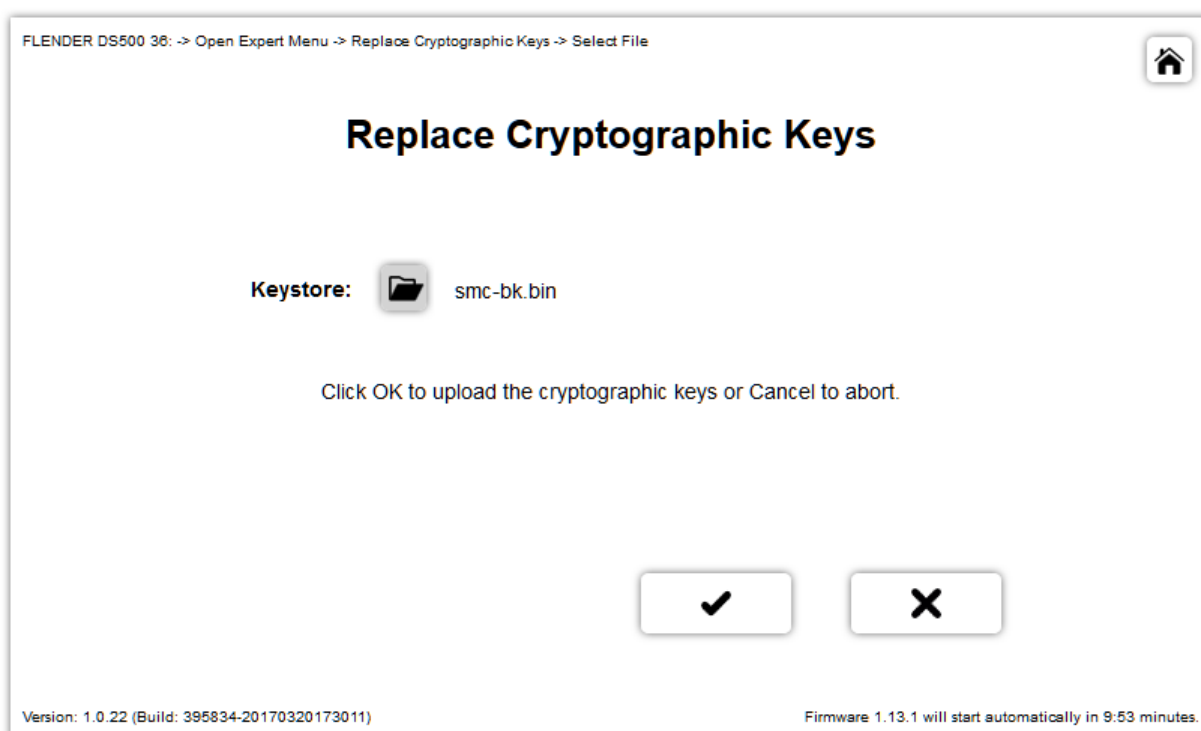 FLENDER DS500 36: -> Open Expert Menu -> Replace Cryptographic Keys -> Select File
Replace Cryptographic Keys
Keystore: smc-bk.bin
Click OK to upload the cryptographic keys or Cancel to abort.
Version: 1.0.22 (Build: 395834-20170320173011) Firmware 1.13.1 will start automatically in 9:53 minutes.